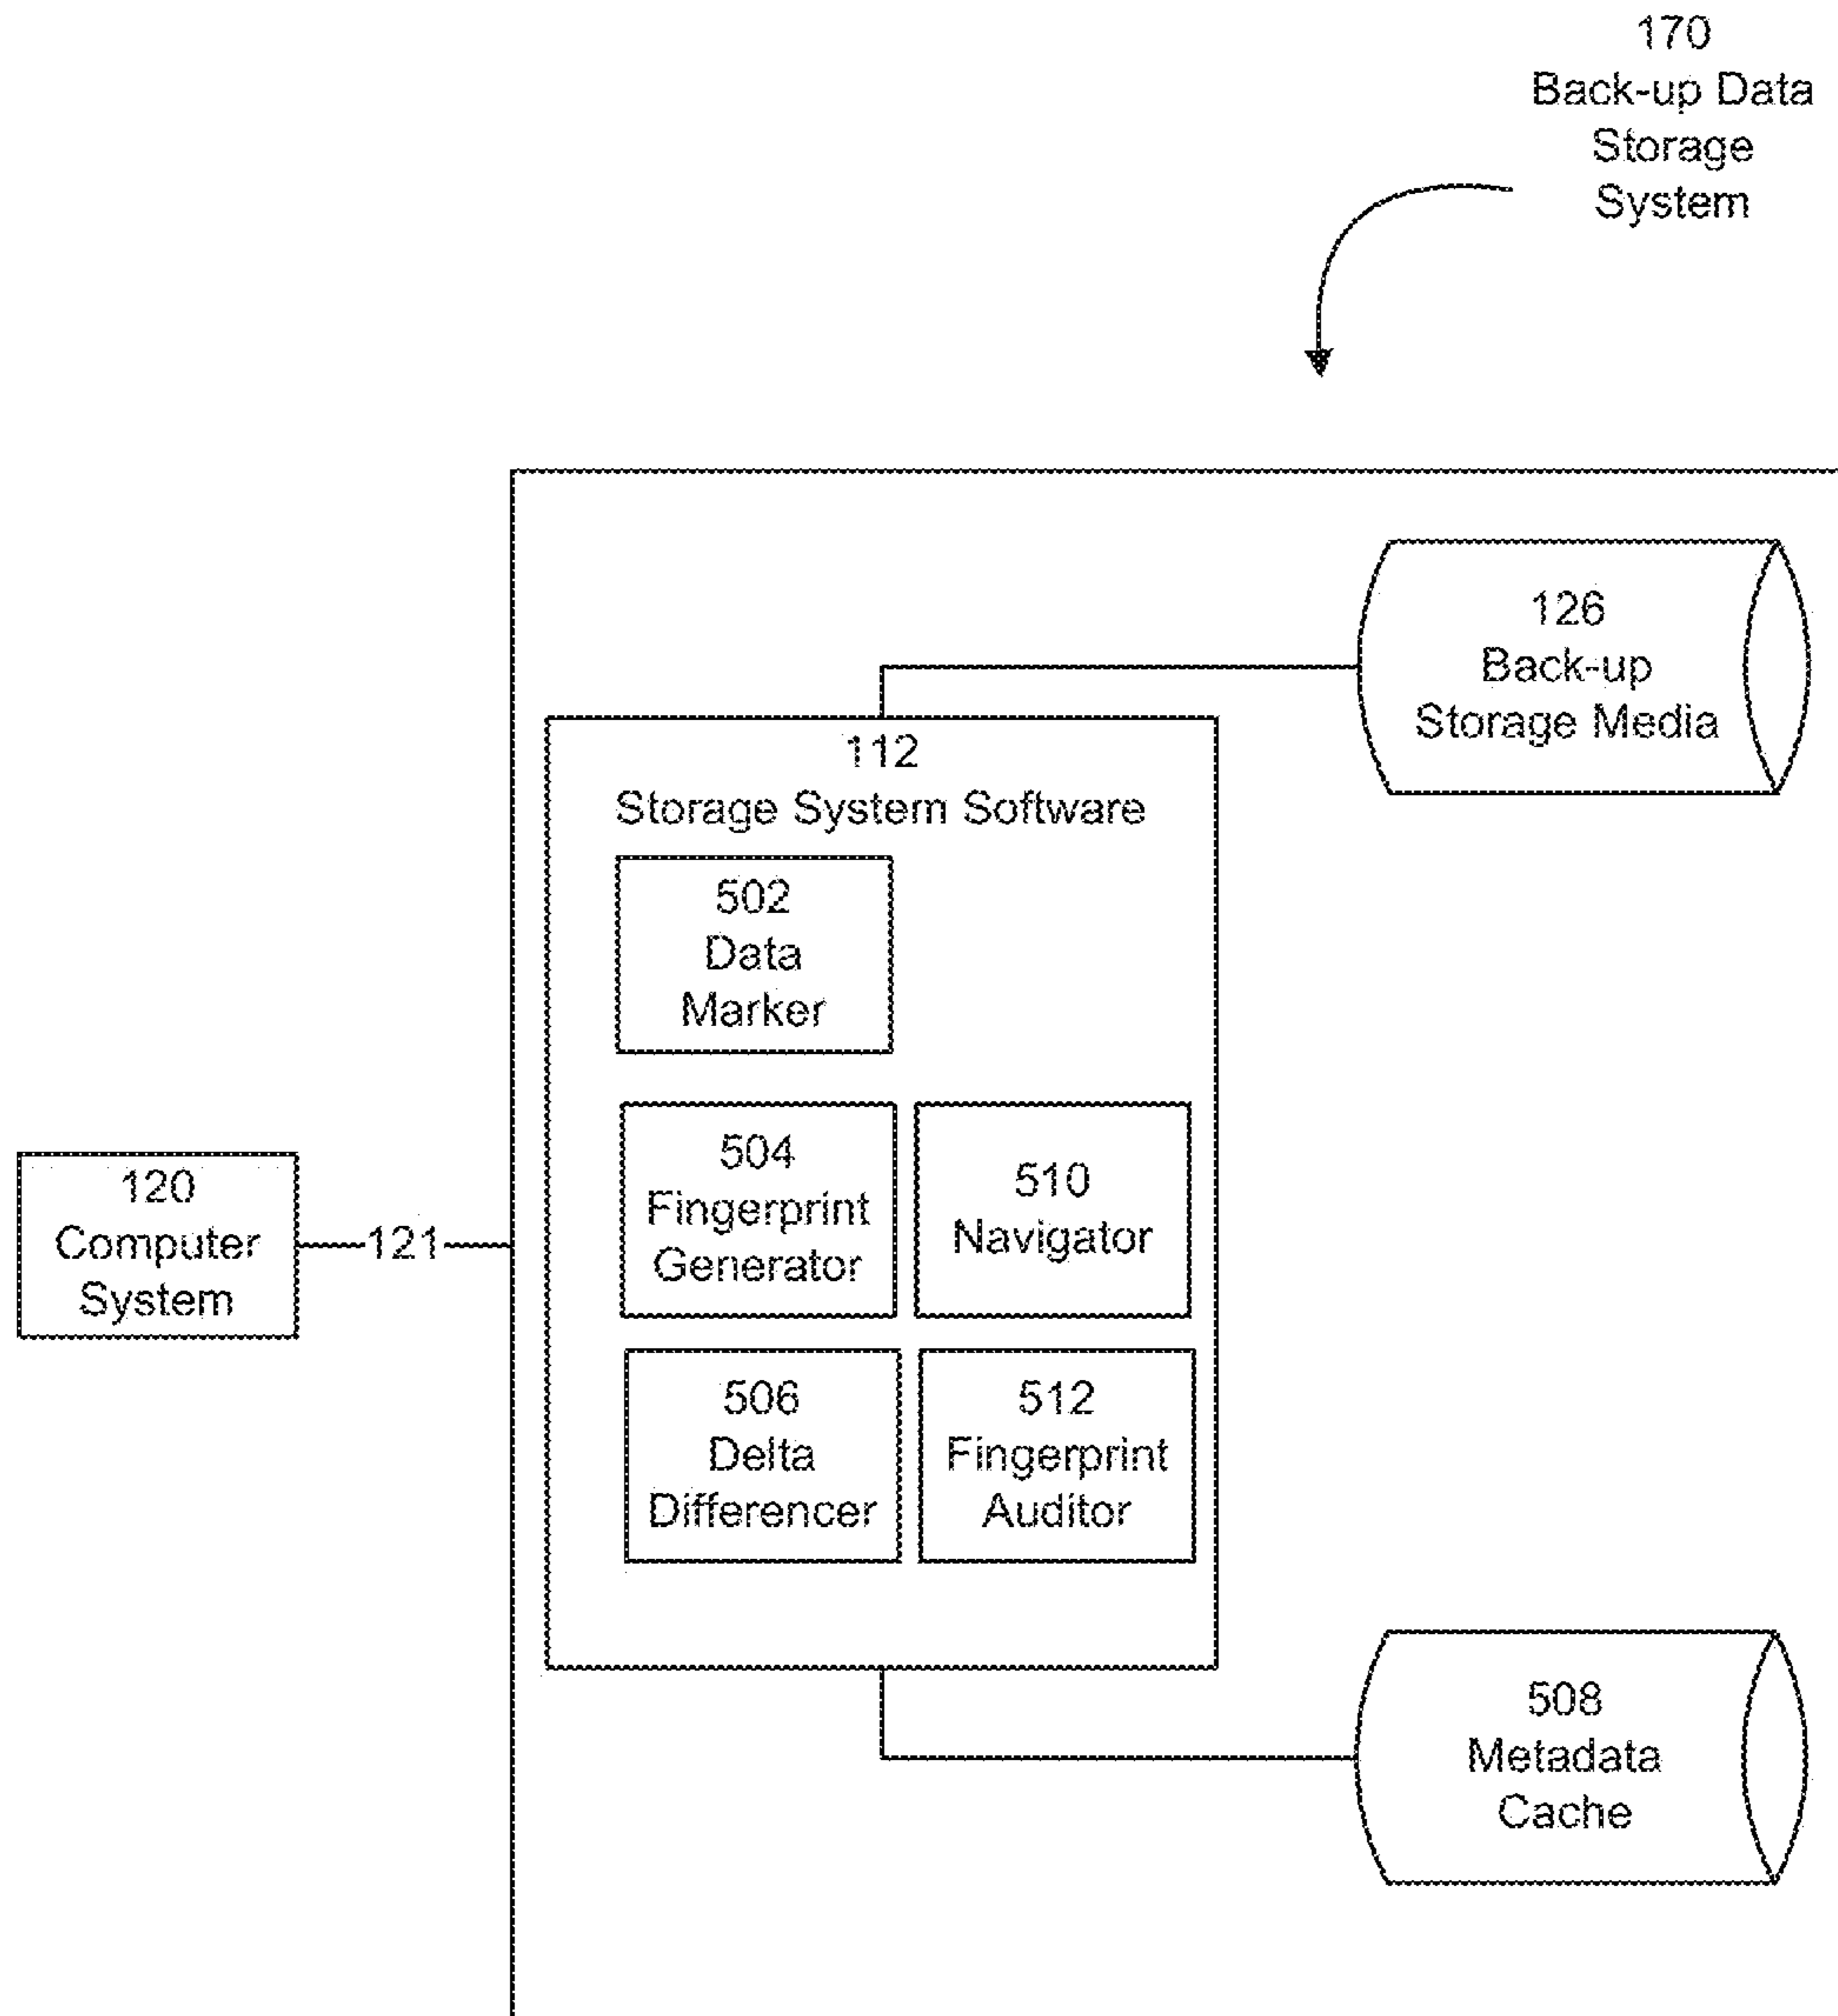 170
Back-up Data
Storage
System
126
Back-up
Storage Media
112
Storage System Software
502
Data
Marker
504
Fingerprint
Generator
510
Navigator
120
Computer
System
121
506
Delta
Differencer
512
Fingerprint
Auditor
508
Metadata
Cache